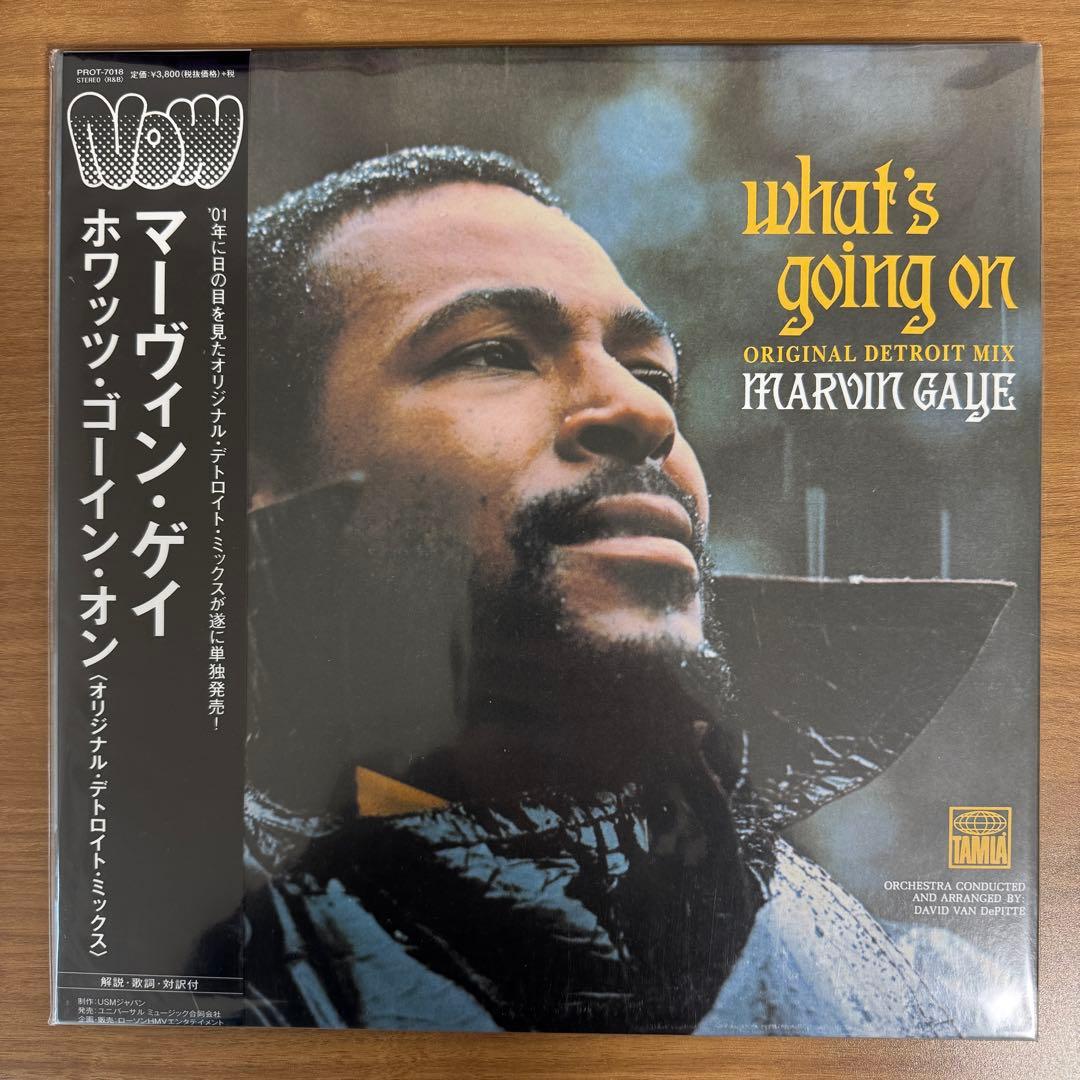 PROT-7018 定価:¥3,800(税抜価格)+税
STEREO (R&B)
NOW
'01年に日の目を見たオリジナル・デトロイト・ミックスが遂に単独発売!
マーヴィン・ゲイ
ホワッツ・ゴーイン・オン〈オリジナル・デトロイト・ミックス〉
解説・歌詞・対訳付
制作:USMジャパン
発売:ユニバーサル ミュージック合同会社
企画・販売:ローソンHMVエンタテイメント
what's
going on
ORIGINAL DETROIT MIX
MARVIN GAYE
TAMLA
ORCHESTRA CONDUCTED
AND ARRANGED BY:
DAVID VAN DePITTE